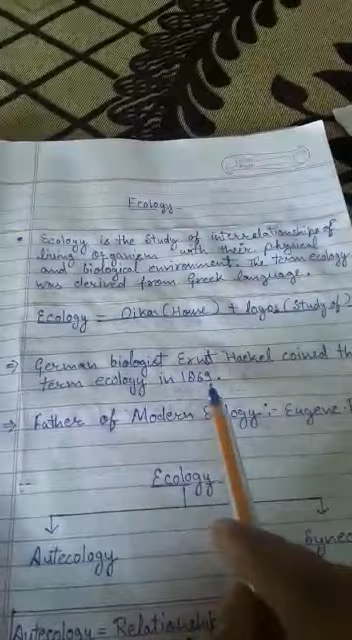 Ecology
• Ecology is the study of interrelationships of
living organism with their physical
and biological environment. The term ecology
was derived from Greek language.
Ecology = Oikos (House) + logos (Study of)
⇒ German biologist Ernst Haekel coined the
term ecology in 1869.
⇒ Father of Modern Ecology :- Eugene
Ecology
Autecology
Autecology = Relationship